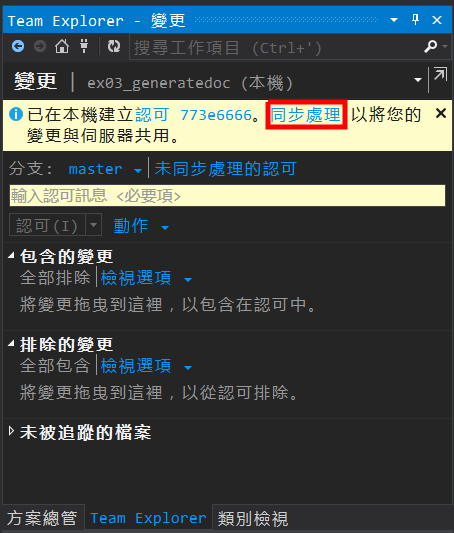 Team Explorer - 變更
搜尋工作項目 (Ctrl+')
變更 | ex03_generatedoc (本機)
已在本機建立認可 773e6666。同步處理 以將您的
變更與伺服器共用。
分支: master 未同步處理的認可
輸入認可訊息 <必要項>
認可(I) 動作
包含的變更
全部排除 檢視選項
將變更拖曳到這裡，以包含在認可中。
排除的變更
全部包含 檢視選項
將變更拖曳到這裡，以從認可排除。
未被追蹤的檔案
方案總管 Team Explorer 類別檢視